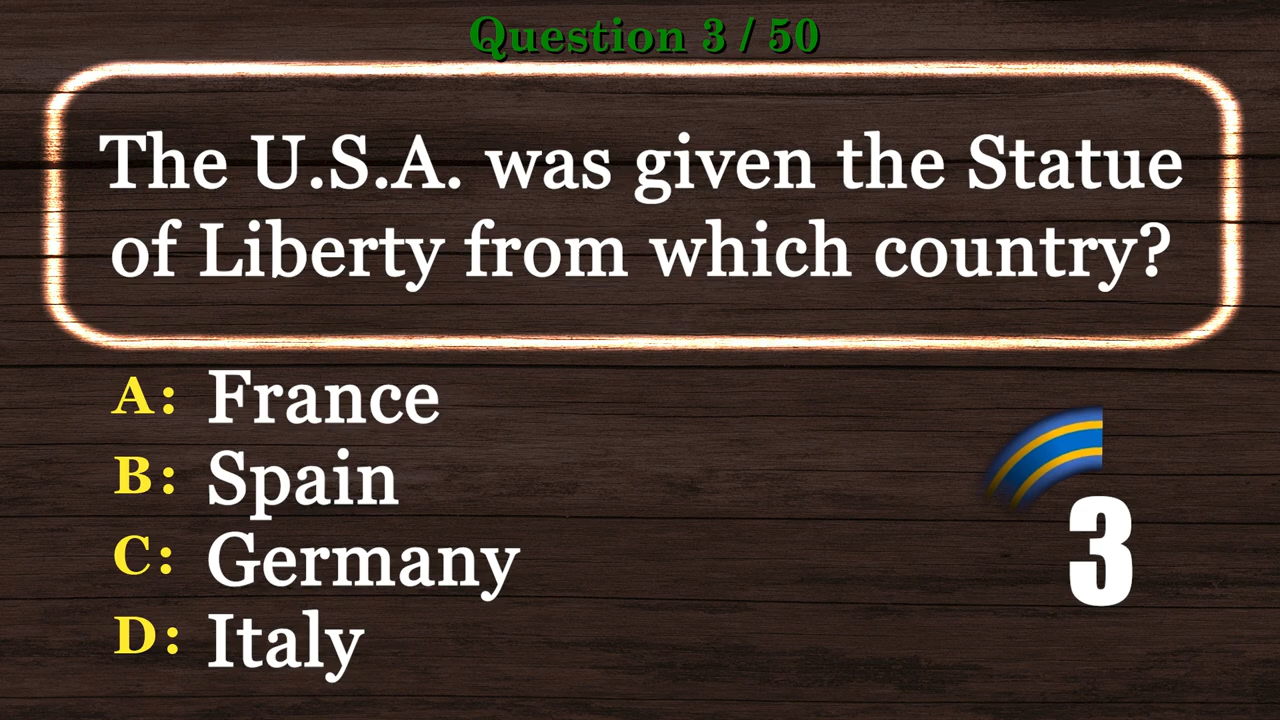 Question 3 / 50
The U.S.A. was given the Statue
of Liberty from which country?
A: France
B: Spain
C: Germany
D: Italy
3